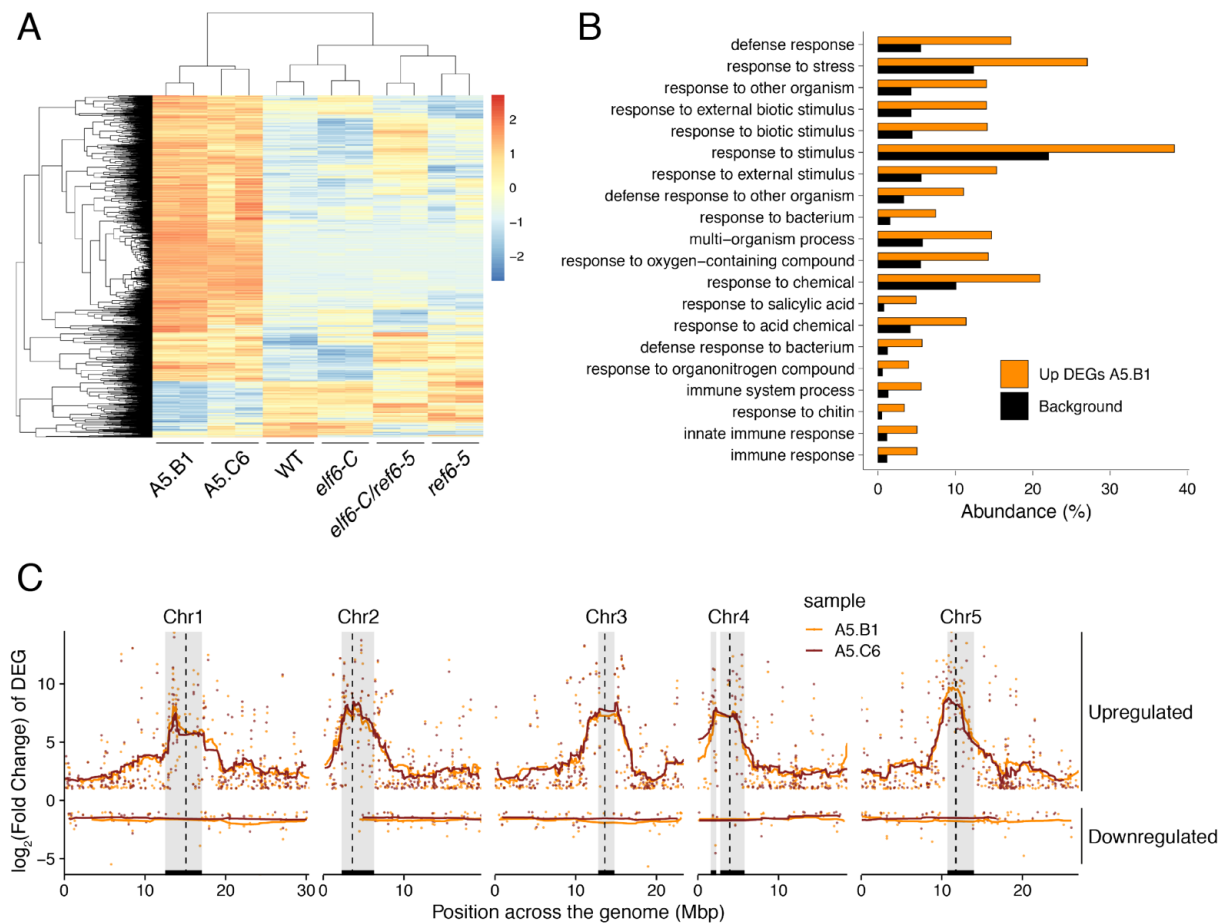 A
2
1
0
−1
−2
A5.B1
A5.C6
WT
elf6-C
elf6-C/ref6-5
ref6-5
B
defense response
response to stress
response to other organism
response to external biotic stimulus
response to biotic stimulus
response to stimulus
response to external stimulus
defense response to other organism
response to bacterium
multi−organism process
response to oxygen−containing compound
response to chemical
response to salicylic acid
response to acid chemical
defense response to bacterium
response to organonitrogen compound
immune system process
response to chitin
innate immune response
immune response
Up DEGs A5.B1
Background
0 10 20 30 40
Abundance (%)
C
sample
A5.B1
A5.C6
Chr1 Chr2 Chr3 Chr4 Chr5
log2(Fold Change) of DEG
10
5
0
−5
Upregulated
Downregulated
0 10 20 30 0 10 0 10 20 0 10 0 10 20
Position across the genome (Mbp)